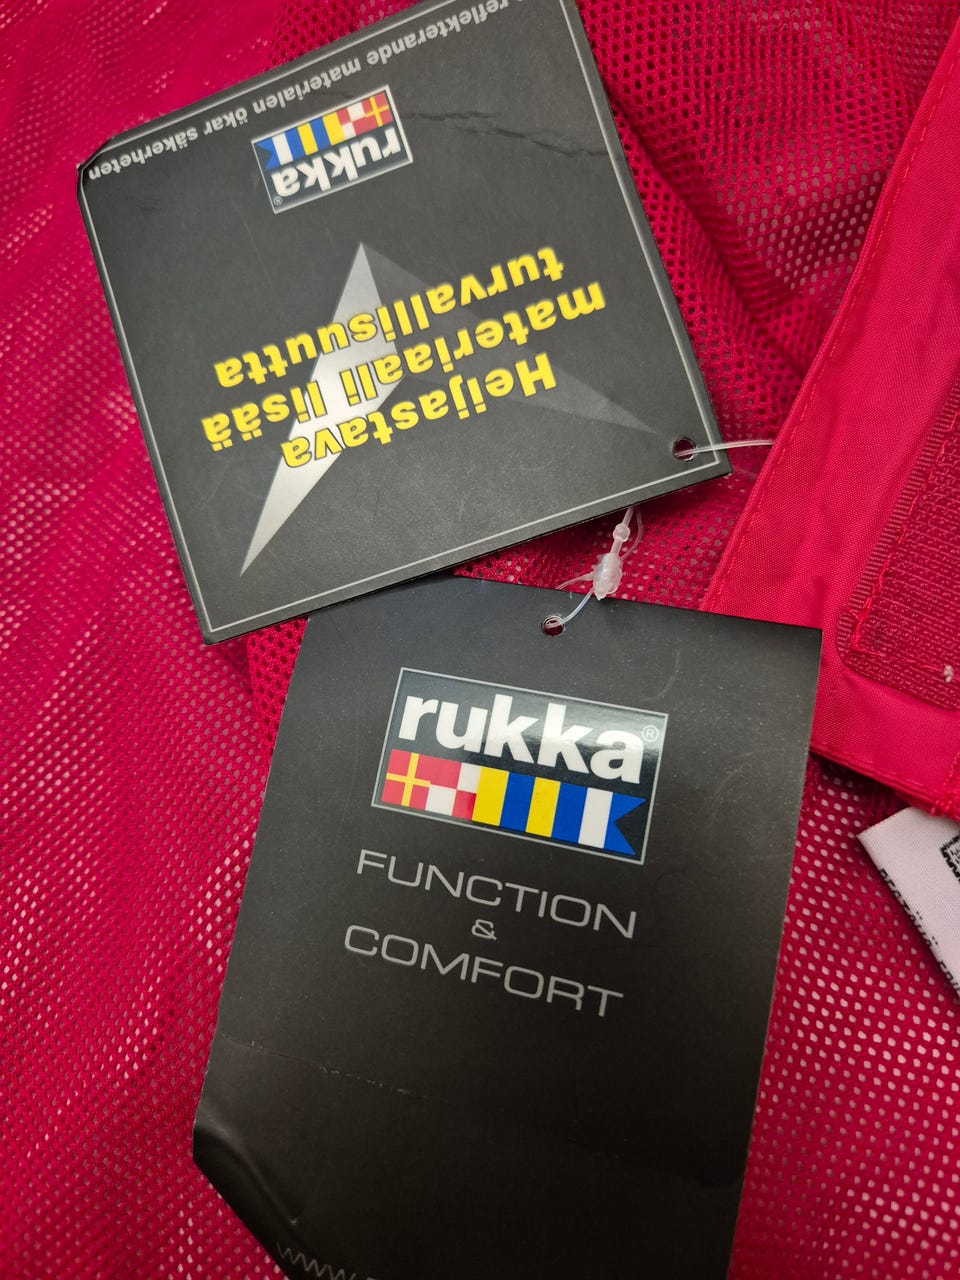 rukka®
Heijastava
materiaali lisää
turvallisuutta
reflekterande materialen ökar säkerheten
rukka®
FUNCTION
&
COMFORT